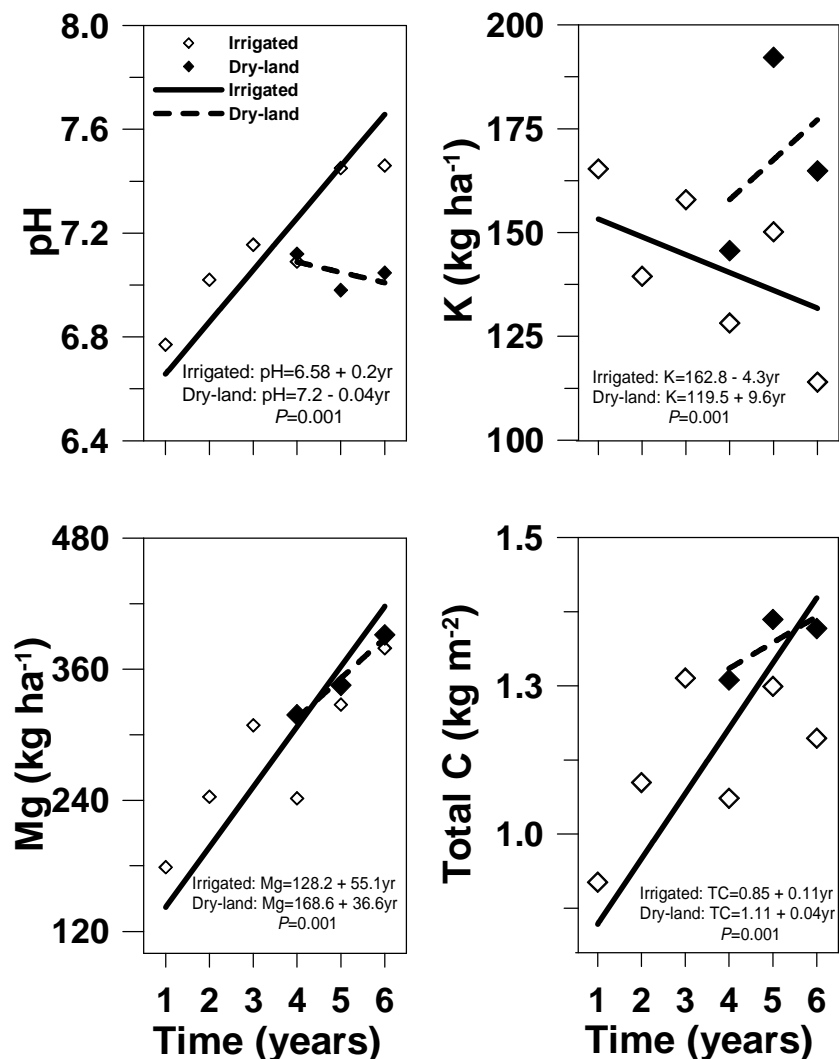 8.0
7.6
7.2
6.8
6.4
pH
Irrigated
Dry-land
Irrigated
Dry-land
Irrigated: pH=6.58 + 0.2yr
Dry-land: pH=7.2 - 0.04yr
P=0.001
200
175
150
125
100
K (kg ha-1)
Irrigated: K=162.8 - 4.3yr
Dry-land: K=119.5 + 9.6yr
P=0.001
480
360
240
120
Mg (kg ha-1)
Irrigated: Mg=128.2 + 55.1yr
Dry-land: Mg=168.6 + 36.6yr
P=0.001
1 2 3 4 5 6
Time (years)
1.5
1.3
1.0
Total C (kg m-2)
Irrigated: TC=0.85 + 0.11yr
Dry-land: TC=1.11 + 0.04yr
P=0.001
1 2 3 4 5 6
Time (years)